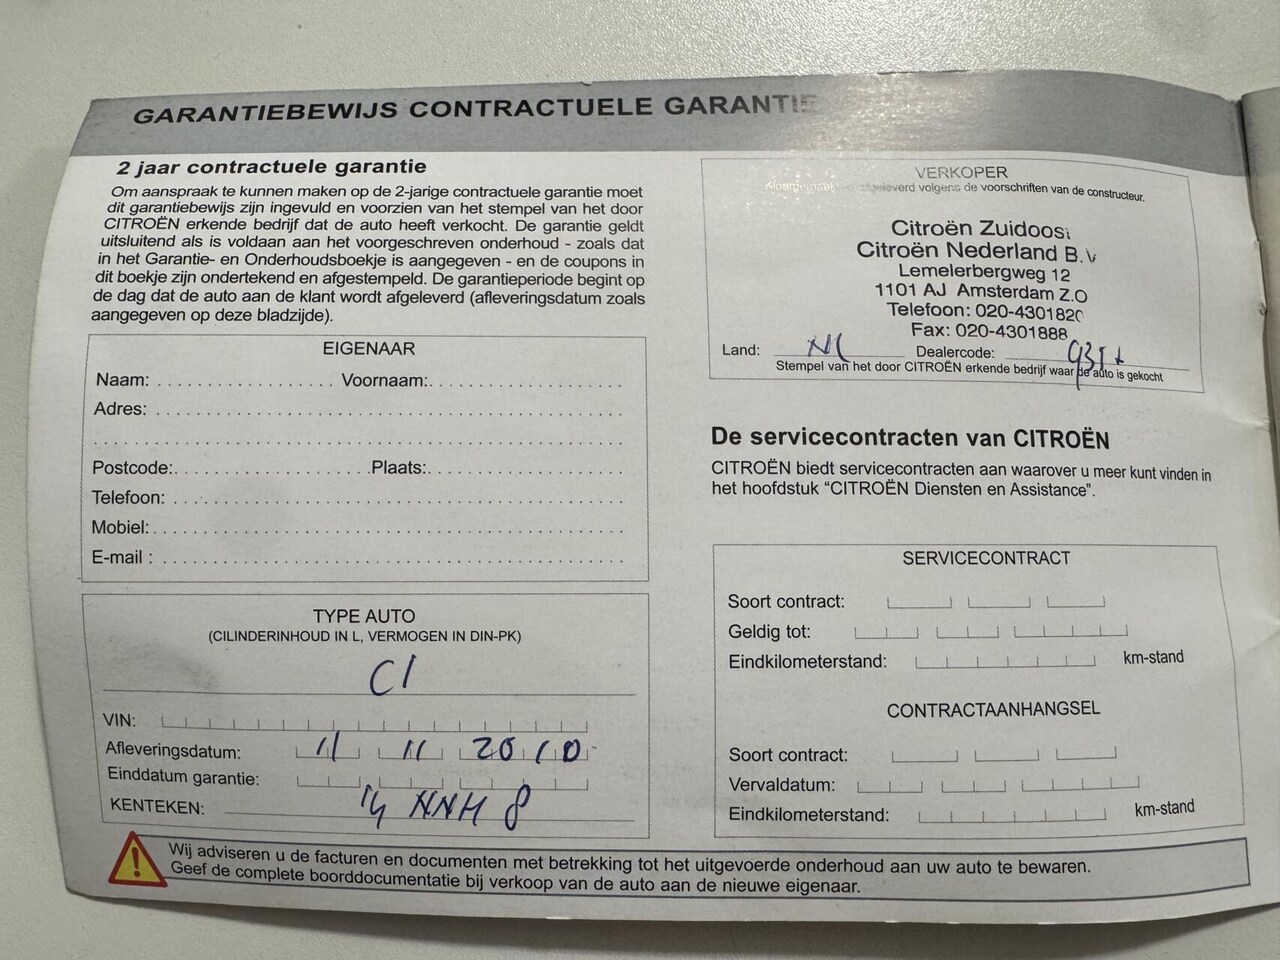 GARANTIEBEWIJS CONTRACTUELE GARANTIE
2 jaar contractuele garantie
Om aanspraak te kunnen maken op de 2-jarige contractuele garantie moet
dit garantiebewijs zijn ingevuld en voorzien van het stempel van het door
CITROËN erkende bedrijf dat de auto heeft verkocht. De garantie geldt
uitsluitend als is voldaan aan het voorgeschreven onderhoud - zoals dat
in het Garantie- en Onderhoudsboekje is aangegeven - en de coupons in
dit boekje zijn ondertekend en afgestempeld. De garantieperiode begint op
de dag dat de auto aan de klant wordt afgeleverd (afleveringsdatum zoals
aangegeven op deze bladzijde).
EIGENAAR
Naam: Voornaam:
Adres:
Postcode: Plaats:
Telefoon:
Mobiel:
E-mail :
TYPE AUTO
(CILINDERINHOUD IN L, VERMOGEN IN DIN-PK)
C1
VIN:
Afleveringsdatum: 11 11 2010
Einddatum garantie:
KENTEKEN: 14 NNH 8
VERKOPER
volgens de voorschriften van de constructeur.
Citroën Zuidoost
Citroën Nederland B.V
Lemelerbergweg 12
1101 AJ Amsterdam Z.O
Telefoon: 020-4301820
Fax: 020-4301888
Land: NL Dealercode:
Stempel van het door CITROËN erkende bedrijf waar de auto is gekocht
De servicecontracten van CITROËN
CITROËN biedt servicecontracten aan waarover u meer kunt vinden in
het hoofdstuk “CITROËN Diensten en Assistance”.
SERVICECONTRACT
Soort contract:
Geldig tot:
Eindkilometerstand: km-stand
CONTRACTAANHANGSEL
Soort contract:
Vervaldatum:
Eindkilometerstand: km-stand
Wij adviseren u de facturen en documenten met betrekking tot het uitgevoerde onderhoud aan uw auto te bewaren.
Geef de complete boorddocumentatie bij verkoop van de auto aan de nieuwe eigenaar.